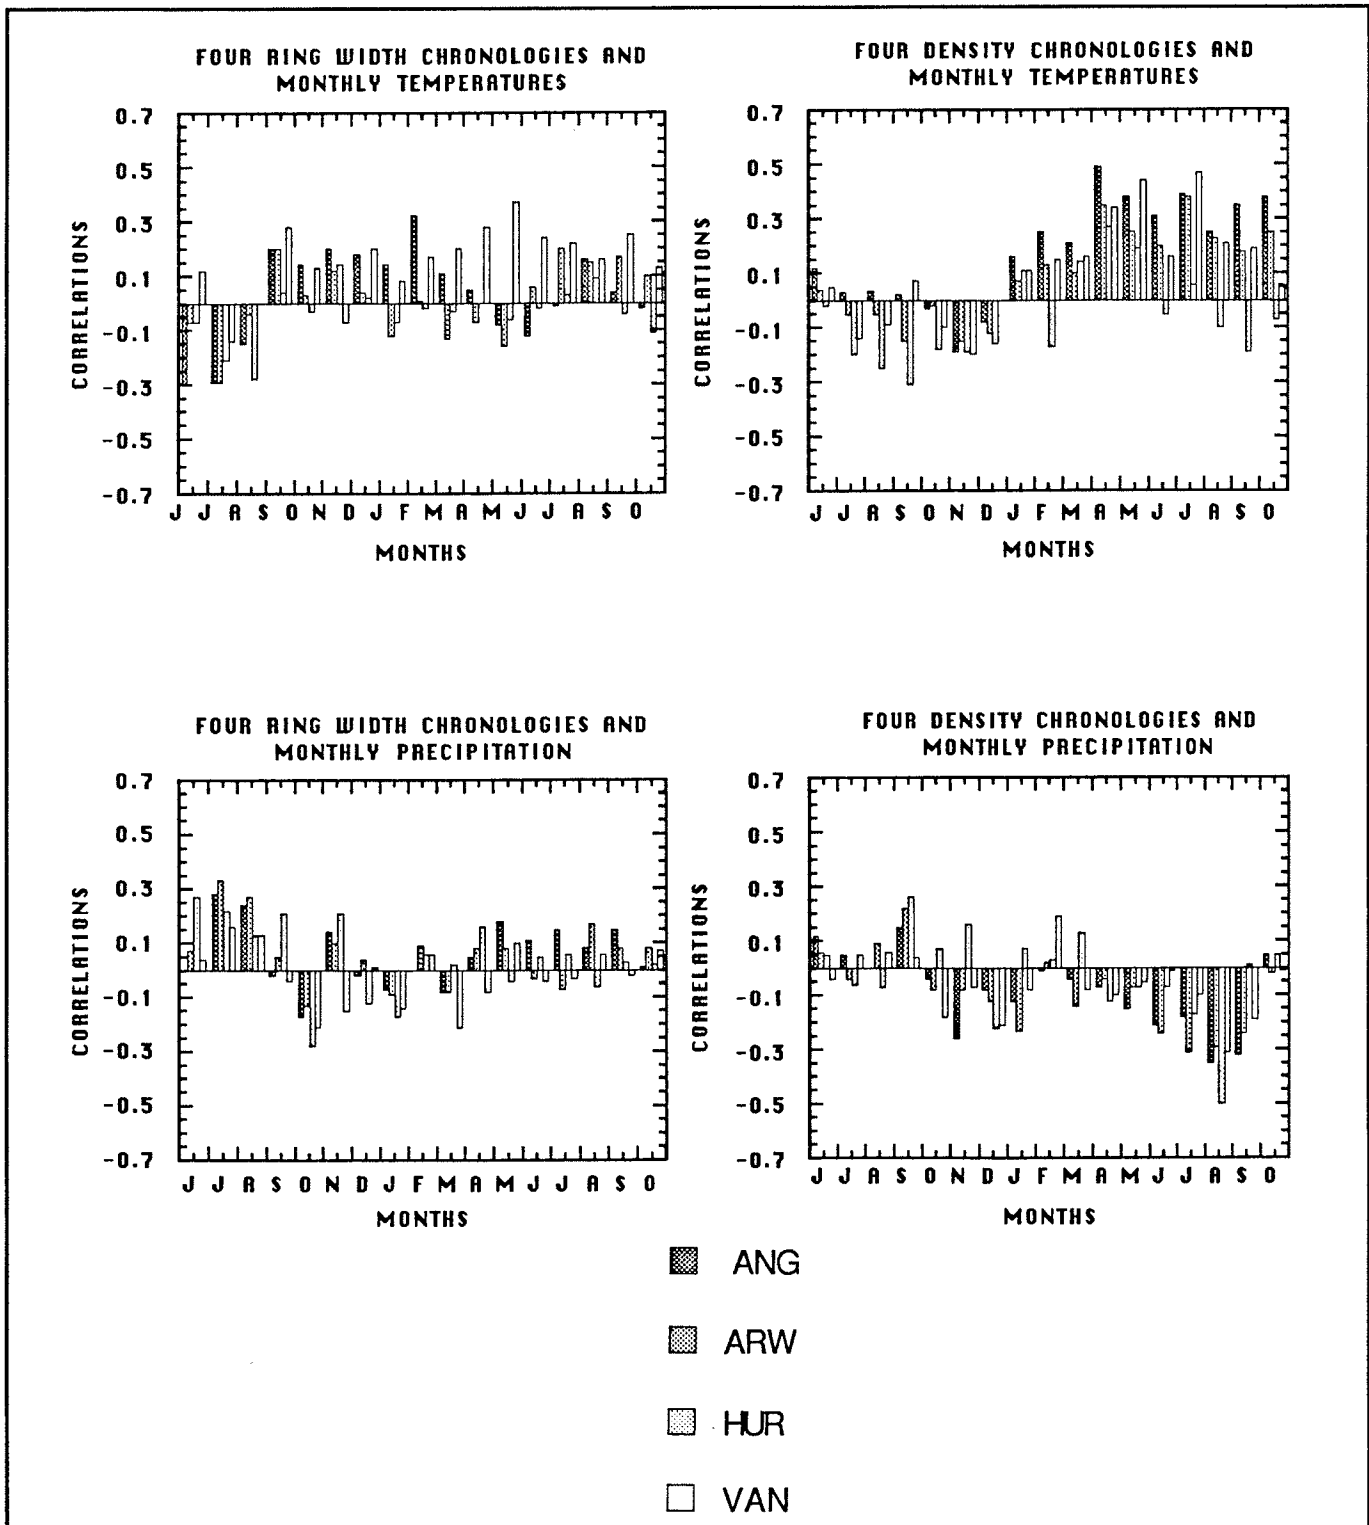 FOUR RING WIDTH CHRONOLOGIES AND
MONTHLY TEMPERATURES
0.7
0.5
0.3
0.1
-0.1
-0.3
-0.5
-0.7
CORRELATIONS
J J A S O N D J F M A M J J A S O
MONTHS
FOUR DENSITY CHRONOLOGIES AND
MONTHLY TEMPERATURES
0.7
0.5
0.3
0.1
-0.1
-0.3
-0.5
-0.7
CORRELATIONS
J J A S O N D J F M A M J J A S O
MONTHS
FOUR RING WIDTH CHRONOLOGIES AND
MONTHLY PRECIPITATION
0.7
0.5
0.3
0.1
-0.1
-0.3
-0.5
-0.7
CORRELATIONS
J J A S O N D J F M A M J J A S O
MONTHS
FOUR DENSITY CHRONOLOGIES AND
MONTHLY PRECIPITATION
0.7
0.5
0.3
0.1
-0.1
-0.3
-0.5
-0.7
CORRELATIONS
J J A S O N D J F M A M J J A S O
MONTHS
ANG
ARW
HUR
VAN